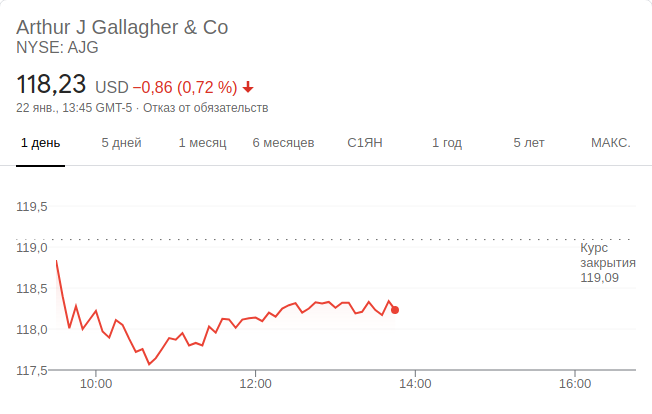 Arthur J Gallagher & Co
NYSE: AJG
118,23 USD −0,86 (0,72 %)
22 янв., 13:45 GMT-5 · Отказ от обязательств
1 день 5 дней 1 месяц 6 месяцев С1ЯН 1 год 5 лет МАКС.
119,5
119,0
118,5
118,0
117,5
Курс
закрытия
119,09
10:00 12:00 14:00 16:00